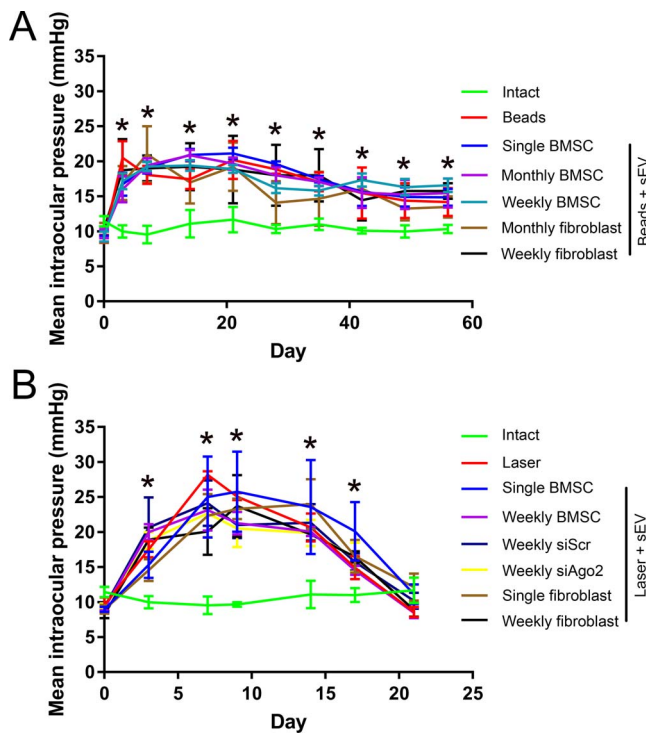 A
Mean intraocular pressure (mmHg)
35
30
25
20
15
10
5
0
* * * * * * * * *
0 20 40 60
Day
Intact
Beads
Single BMSC
Monthly BMSC
Weekly BMSC
Monthly fibroblast
Weekly fibroblast
Beads + sEV
B
Mean intraocular pressure (mmHg)
35
30
25
20
15
10
5
0
* * * * *
0 5 10 15 20 25
Day
Intact
Laser
Single BMSC
Weekly BMSC
Weekly siScr
Weekly siAgo2
Single fibroblast
Weekly fibroblast
Laser + sEV